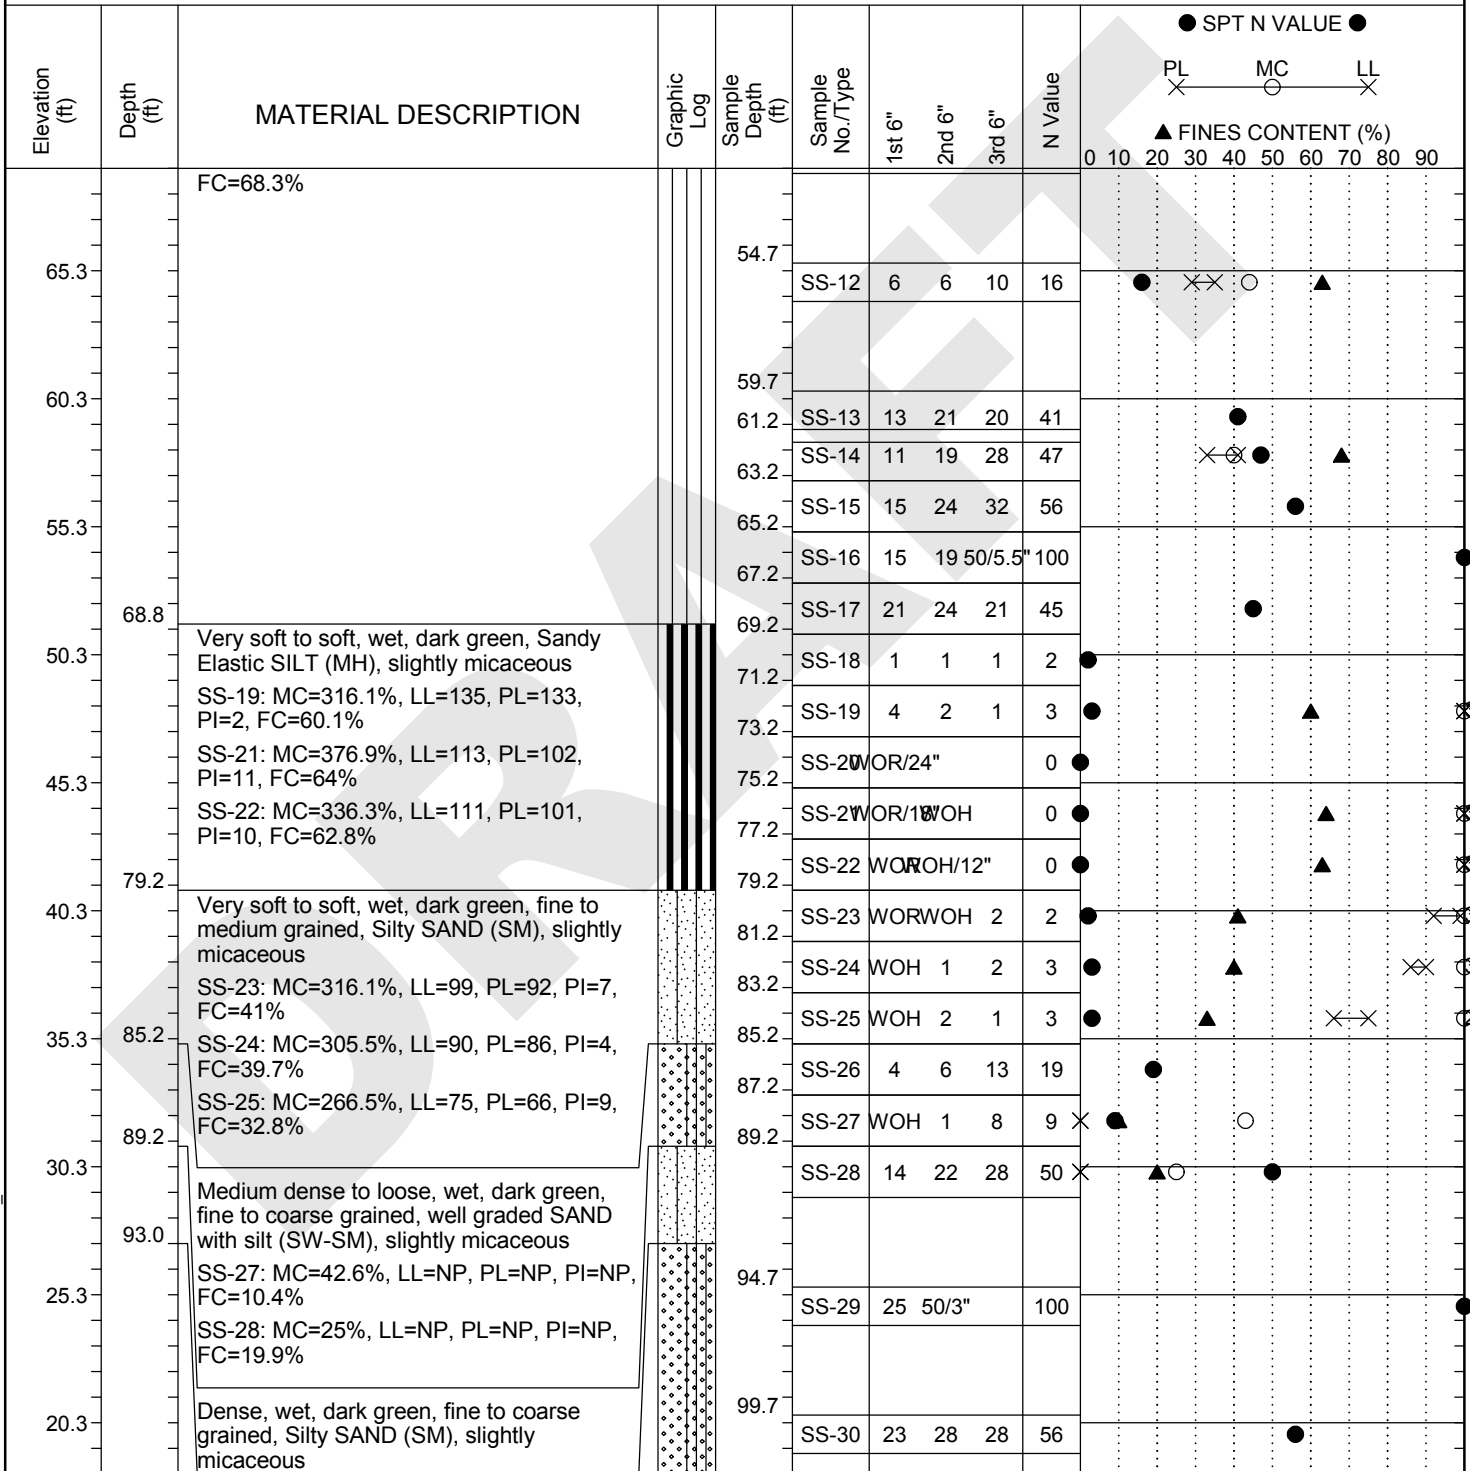 ● SPT N VALUE ●
PL MC LL
▲ FINES CONTENT (%)
0 10 20 30 40 50 60 70 80 90
Elevation (ft)
Depth (ft)
MATERIAL DESCRIPTION
Graphic Log
Sample Depth (ft)
Sample No./Type
1st 6"
2nd 6"
3rd 6"
N Value
FC=68.3%
54.7
65.3
SS-12 6 6 10 16
59.7
60.3
61.2 SS-13 13 21 20 41
SS-14 11 19 28 47
63.2
SS-15 15 24 32 56
55.3
65.2
SS-16 15 19 50/5.5" 100
67.2
68.8
SS-17 21 24 21 45
69.2
Very soft to soft, wet, dark green, Sandy
Elastic SILT (MH), slightly micaceous
50.3
SS-18 1 1 1 2
71.2
SS-19: MC=316.1%, LL=135, PL=133,
PI=2, FC=60.1%
SS-19 4 2 1 3
73.2
SS-21: MC=376.9%, LL=113, PL=102,
PI=11, FC=64%
SS-20 WOR/24" 0
45.3
75.2
SS-22: MC=336.3%, LL=111, PL=101,
PI=10, FC=62.8%
SS-21 WOR/18" WOH 0
77.2
SS-22 WOR WOH/12" 0
79.2
79.2
Very soft to soft, wet, dark green, fine to
medium grained, Silty SAND (SM), slightly
micaceous
40.3
SS-23 WOR WOH 2 2
81.2
SS-23: MC=316.1%, LL=99, PL=92, PI=7,
FC=41%
SS-24 WOH 1 2 3
83.2
SS-24: MC=305.5%, LL=90, PL=86, PI=4,
FC=39.7%
SS-25 WOH 2 1 3
35.3
85.2
85.2
SS-25: MC=266.5%, LL=75, PL=66, PI=9,
FC=32.8%
SS-26 4 6 13 19
87.2
SS-27 WOH 1 8 9
89.2
89.2
30.3
SS-28 14 22 28 50
Medium dense to loose, wet, dark green,
fine to coarse grained, well graded SAND
with silt (SW-SM), slightly micaceous
93.0
SS-27: MC=42.6%, LL=NP, PL=NP, PI=NP,
FC=10.4%
94.7
25.3
SS-29 25 50/3" 100
SS-28: MC=25%, LL=NP, PL=NP, PI=NP,
FC=19.9%
99.7
Dense, wet, dark green, fine to coarse
grained, Silty SAND (SM), slightly
micaceous
20.3
SS-30 23 28 28 56
DRAFT